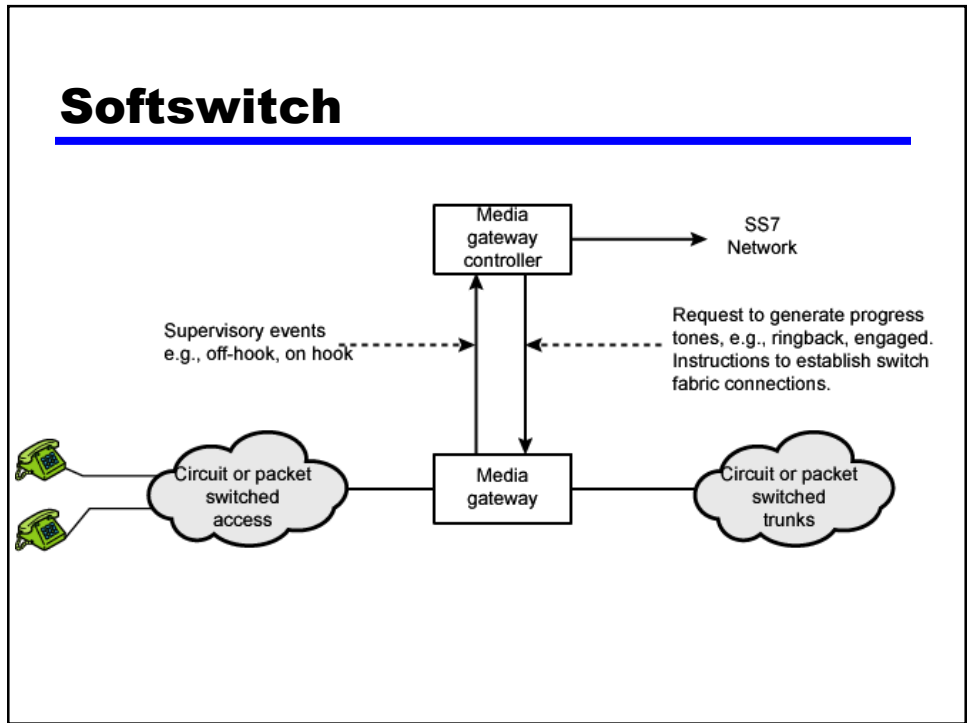 Softswitch
Media
gateway
controller
SS7
Network
Supervisory events
e.g., off-hook, on hook
Request to generate progress
tones, e.g., ringback, engaged.
Instructions to establish switch
fabric connections.
Circuit or packet
switched
access
Media
gateway
Circuit or packet
switched
trunks